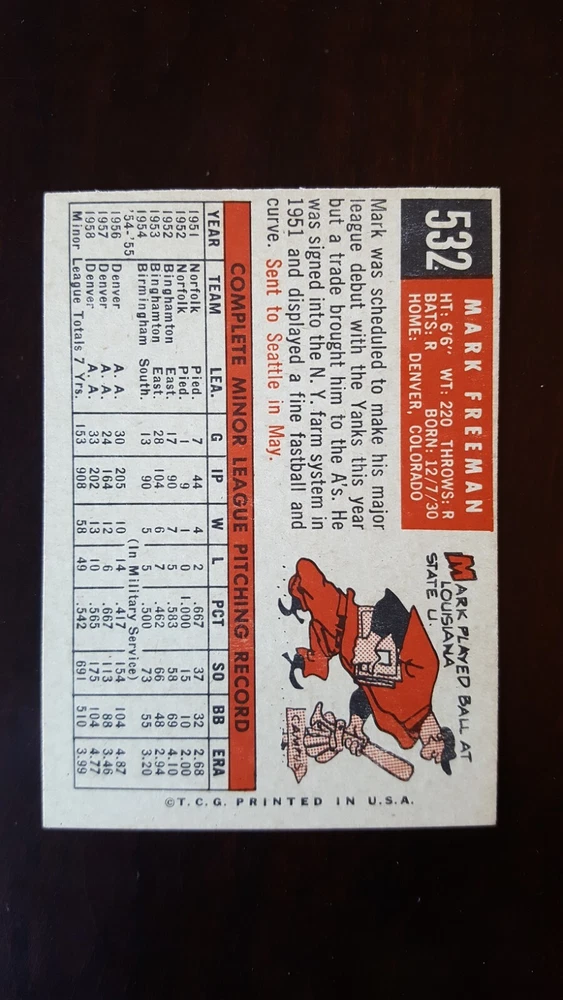 532
MARK FREEMAN
HT: 6'6" WT: 220 THROWS: R
BATS: R BORN: 12/7/30
HOME: DENVER, COLORADO
Mark was scheduled to make his major
league debut with the Yanks this year
but a trade brought him to the A's. He
was signed into the N. Y. farm system in
1951 and displayed a fine fastball and
curve. Sent to Seattle in May.
MARK PLAYED BALL AT
LOUISIANA
STATE U.
CAMPUS
COMPLETE MINOR LEAGUE PITCHING RECORD
YEAR TEAM LEA. G IP W L PCT SO BB ERA
1951 Norfolk Pied. 7 44 4 2 .667 37 32 2.68
1952 Norfolk Pied. 1 9 1 0 1.000 15 10 2.00
1952 Binghamton East. 17 90 7 5 .583 58 69 4.10
1953 Binghamton East. 28 104 6 7 .462 66 48 2.94
1954 Birmingham South. 13 90 5 5 .500 73 55 3.20
'54-'55 (In Military Service)
1956 Denver A. A. 30 205 10 14 .417 154 104 4.87
1957 Denver A. A. 24 164 12 6 .667 113 88 3.46
1958 Denver A. A. 33 202 13 10 .565 175 104 4.77
Minor League Totals 7 Yrs. 153 908 58 49 .542 691 510 3.99
©T.C.G. PRINTED IN U.S.A.